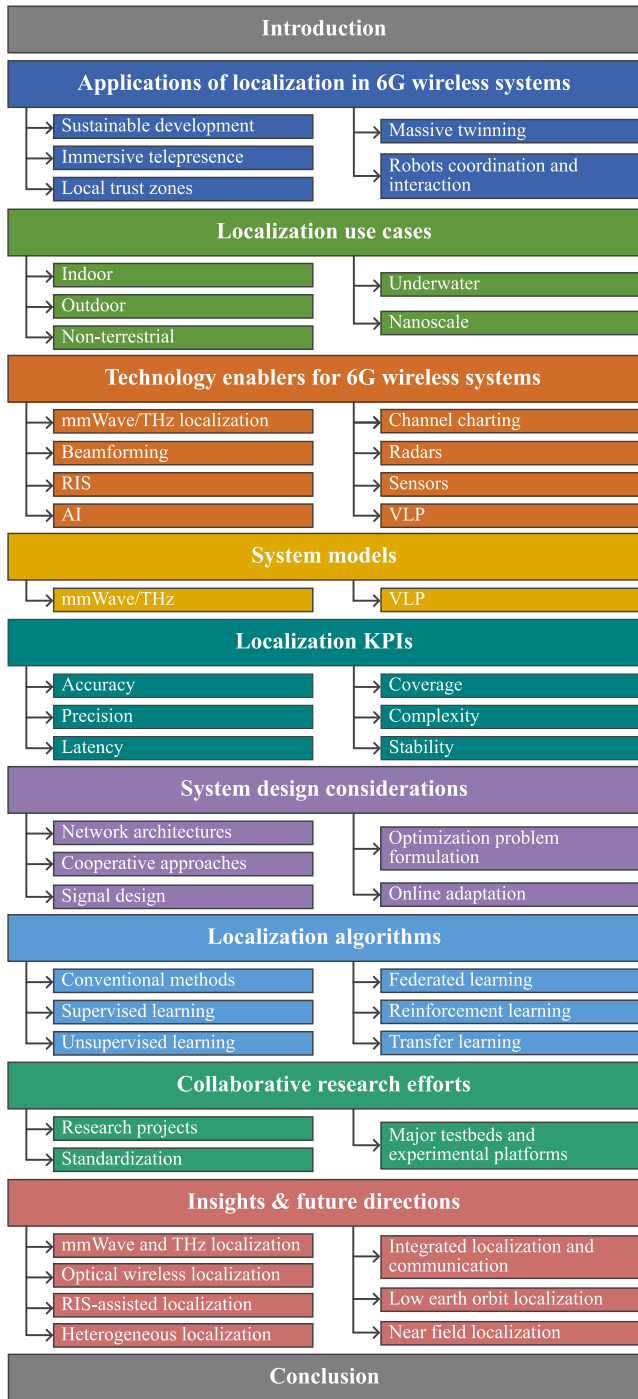 Introduction
Applications of localization in 6G wireless systems
Sustainable development
Immersive telepresence
Local trust zones
Massive twinning
Robots coordination and
interaction
Localization use cases
Indoor
Outdoor
Non-terrestrial
Underwater
Nanoscale
Technology enablers for 6G wireless systems
mmWave/THz localization
Beamforming
RIS
AI
Channel charting
Radars
Sensors
VLP
System models
mmWave/THz
VLP
Localization KPIs
Accuracy
Precision
Latency
Coverage
Complexity
Stability
System design considerations
Network architectures
Cooperative approaches
Signal design
Optimization problem
formulation
Online adaptation
Localization algorithms
Conventional methods
Supervised learning
Unsupervised learning
Federated learning
Reinforcement learning
Transfer learning
Collaborative research efforts
Research projects
Standardization
Major testbeds and
experimental platforms
Insights & future directions
mmWave and THz localization
Optical wireless localization
RIS-assisted localization
Heterogeneous localization
Integrated localization and
communication
Low earth orbit localization
Near field localization
Conclusion